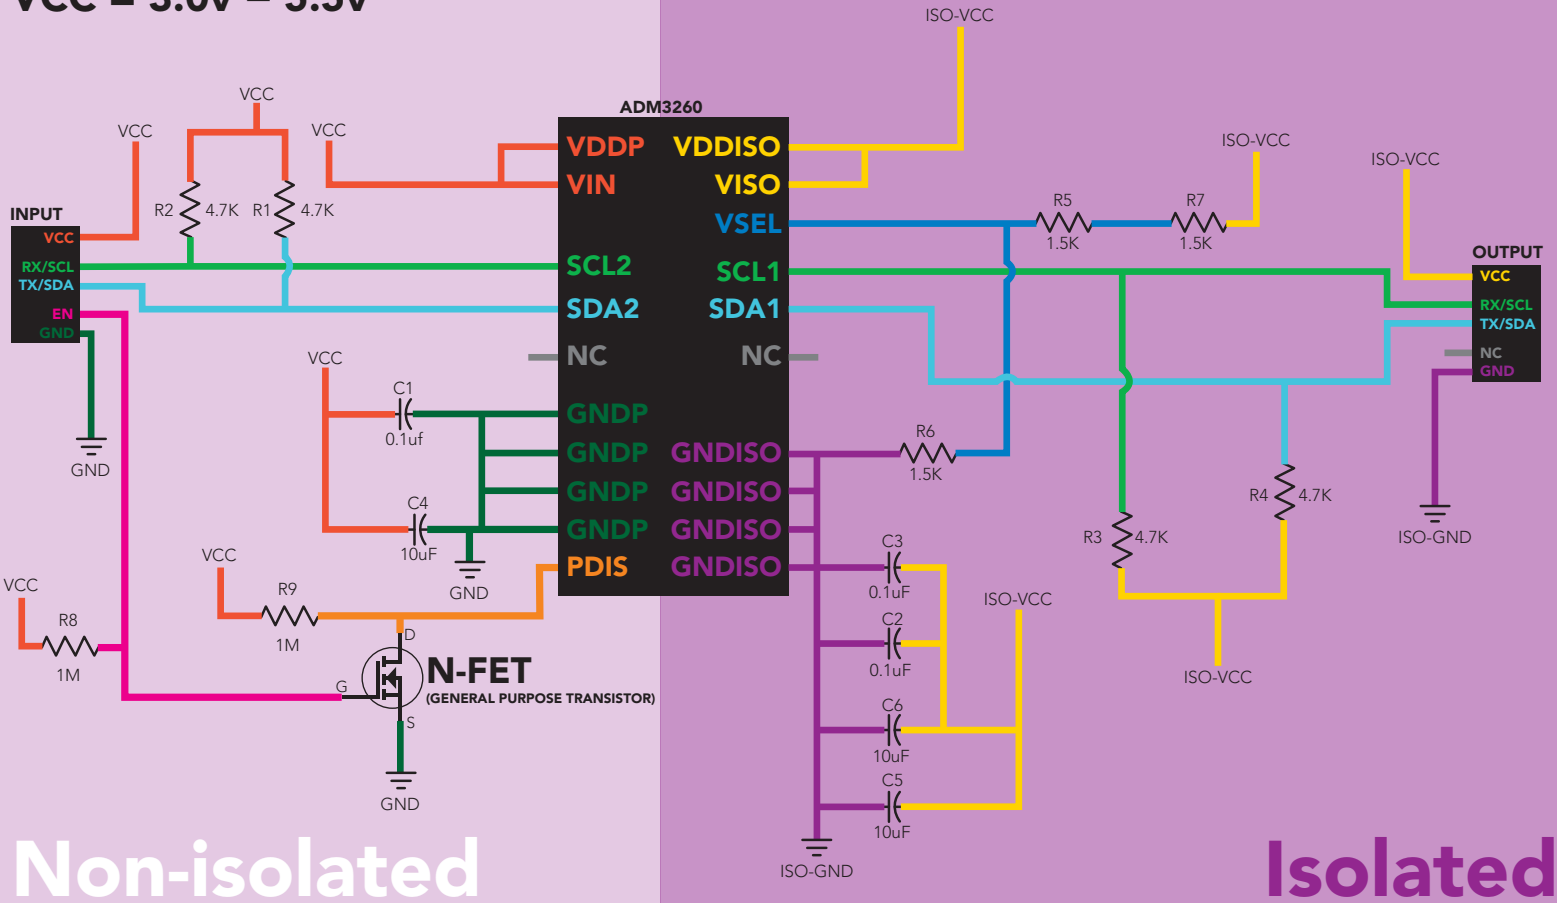 VCC = 3.0v – 5.5v
ISO-VCC
VCC
VCC
VCC
ADM3260
R2
4.7K
R1
4.7K
INPUT
VCC
RX/SCL
TX/SDA
EN
GND
GND
VDDP
VIN
SCL2
SDA2
NC
GNDP
GNDP
GNDP
GNDP
PDIS
VDDISO
VISO
VSEL
SCL1
SDA1
NC
GNDISO
GNDISO
GNDISO
GNDISO
VCC
C1
0.1uf
C4
10uF
GND
VCC
R9
1M
VCC
R8
1M
D
G
S
N-FET
(GENERAL PURPOSE TRANSISTOR)
GND
R5
1.5K
R7
1.5K
ISO-VCC
ISO-VCC
OUTPUT
VCC
RX/SCL
TX/SDA
NC
GND
ISO-GND
R6
1.5K
R3
4.7K
R4
4.7K
ISO-VCC
C3
0.1uF
C2
0.1uF
C6
10uF
C5
10uF
ISO-VCC
ISO-GND
Non-isolated
Isolated